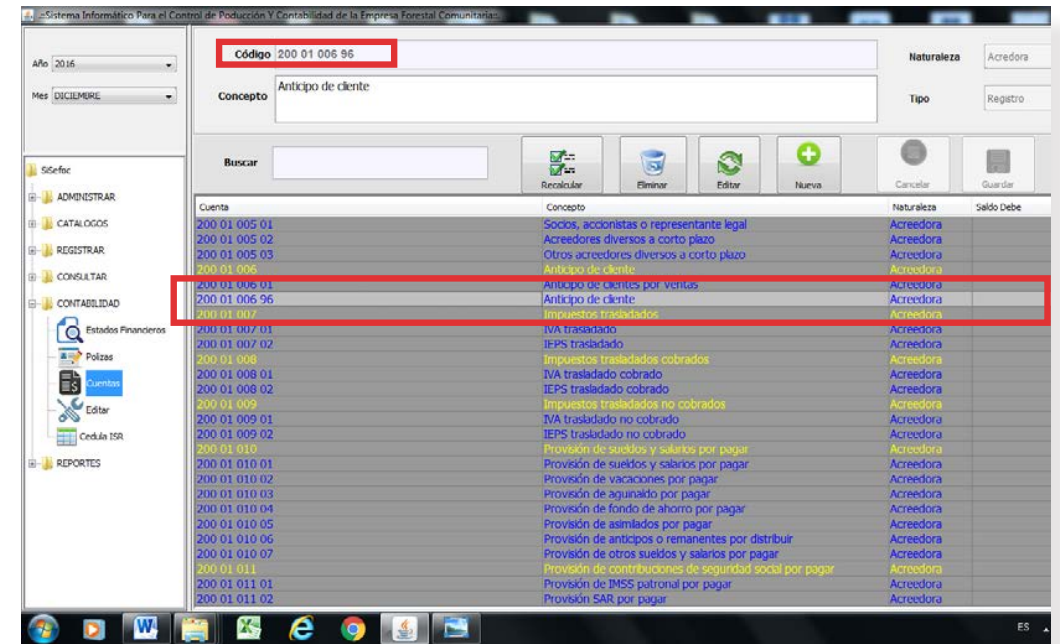 .::Sistema Informático Para el Control de Poducción Y Contabilidad de la Empresa Forestal Comunitaria::.
Año 2016
Mes DICIEMBRE
Código 200 01 006 96
Naturaleza Acredora
Concepto Anticipo de cliente
Tipo Registro
Buscar
Recalcular Eliminar Editar Nueva Cancelar Guardar
SiSefoc
ADMINISTRAR
CATALOGOS
REGISTRAR
CONSULTAR
CONTABILIDAD
Estados Financieros
Polizas
Cuentas
Editar
Cedula ISR
REPORTES
Cuenta Concepto Naturaleza Saldo Debe
200 01 005 01 Socios, accionistas o representante legal Acreedora
200 01 005 02 Acreedores diversos a corto plazo Acreedora
200 01 005 03 Otros acreedores diversos a corto plazo Acreedora
200 01 006 Anticipo de cliente Acreedora
200 01 006 01 Anticipo de clientes por ventas Acreedora
200 01 006 96 Anticipo de cliente Acreedora
200 01 007 Impuestos trasladados Acreedora
200 01 007 01 IVA trasladado Acreedora
200 01 007 02 IEPS trasladado Acreedora
200 01 008 Impuestos trasladados cobrados Acreedora
200 01 008 01 IVA trasladado cobrado Acreedora
200 01 008 02 IEPS trasladado cobrado Acreedora
200 01 009 Impuestos trasladados no cobrados Acreedora
200 01 009 01 IVA trasladado no cobrado Acreedora
200 01 009 02 IEPS trasladado no cobrado Acreedora
200 01 010 Provisión de sueldos y salarios por pagar Acreedora
200 01 010 01 Provisión de sueldos y salarios por pagar Acreedora
200 01 010 02 Provisión de vacaciones por pagar Acreedora
200 01 010 03 Provisión de aguinaldo por pagar Acreedora
200 01 010 04 Provisión de fondo de ahorro por pagar Acreedora
200 01 010 05 Provisión de asimilados por pagar Acreedora
200 01 010 06 Provisión de anticipos o remanentes por distribuir Acreedora
200 01 010 07 Provisión de otros sueldos y salarios por pagar Acreedora
200 01 011 Provisión de contribuciones de seguridad social por pagar Acreedora
200 01 011 01 Provisión de IMSS patronal por pagar Acreedora
200 01 011 02 Provisión SAR por pagar Acreedora
ES